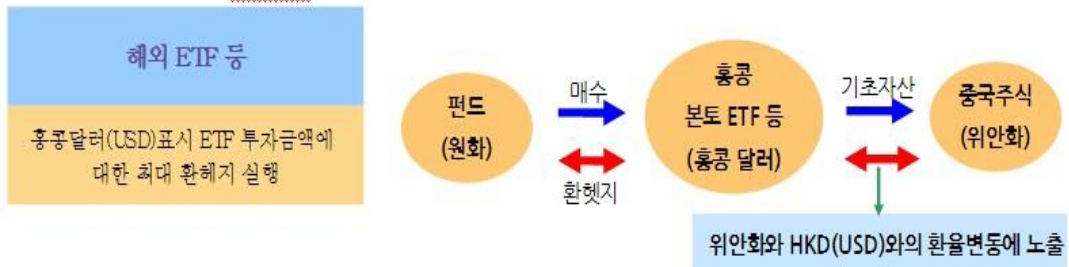 해외 ETF 등
홍콩달러(USD)표시 ETF 투자금액에
대한 최대 환헤지 실행
펀드
(원화)
매수
환헷지
홍콩
본토 ETF 등
(홍콩 달러)
기초자산
중국주식
(위안화)
위안화와 HKD(USD)와의 환율변동에 노출